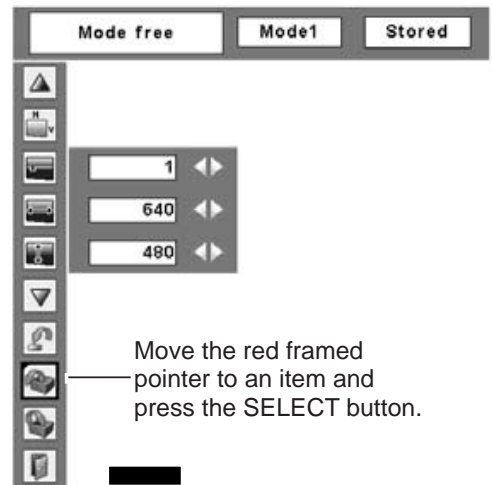 Mode free Mode1 Stored
H
V
1
640
480
Move the red framed
pointer to an item and
press the SELECT button.